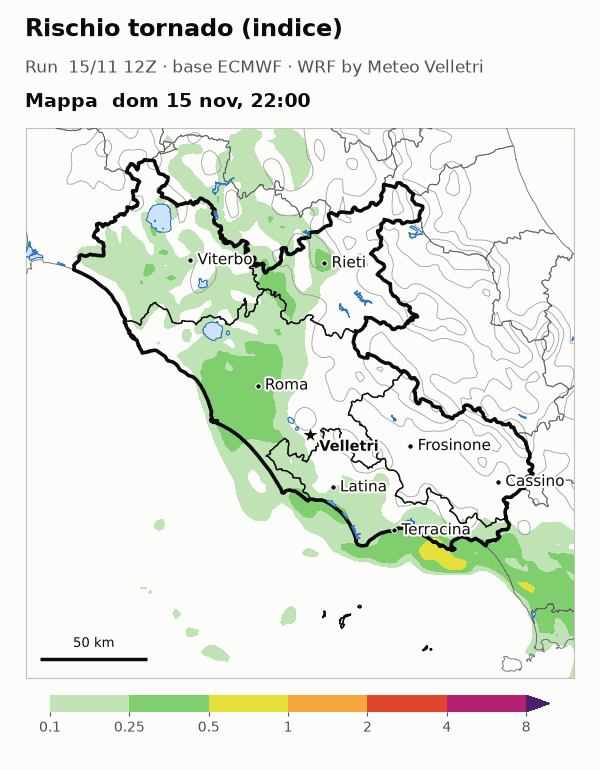 Rischio tornado (indice)
Run  15/11 12Z · base ECMWF · WRF by Meteo Velletri
Mappa  dom 15 nov, 22:00
Viterbo
Rieti
Roma
Velletri
Frosinone
Cassino
Latina
Terracina
50 km
0.1 0.25 0.5 1 2 4 8